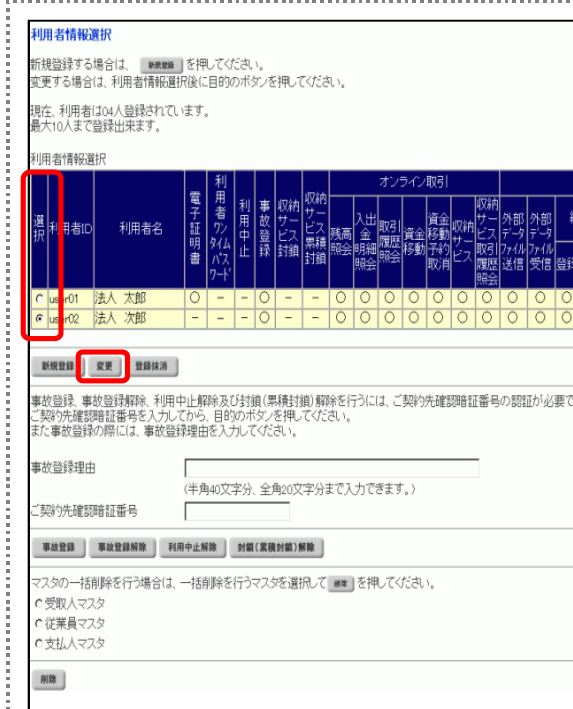 利用者情報選択
新規登録する場合は、 新規登録 を押してください。
変更する場合は、利用者情報選択後に目的のボタンを押してください。
現在、利用者は04人登録されています。
最大10人まで登録出来ます。
利用者情報選択
選択 利用者ID 利用者名 電子証明書 利用者ワンタイムパスワード 利用中止 事故登録 収納サービス封鎖 収納サービス累積封鎖 オンライン取引
残高照会 入出金明細照会 取引履歴照会 資金移動 資金移動予約取消 収納サービス 収納サービス取引履歴照会 外部データファイル送信 外部データファイル受信 登録
user01 法人 太郎 ○ － － ○ － － ○ ○ ○ ○ ○ ○ ○ ○ ○ ○
user02 法人 次郎 － － － ○ － － ○ ○ ○ ○ ○ ○ ○ ○ ○ ○
新規登録 変更 登録抹消
事故登録、事故登録解除、利用中止解除及び封鎖(累積封鎖)解除を行うには、ご契約先確認暗証番号の認証が必要で
ご契約先確認暗証番号を入力してから、目的のボタンを押してください。
また事故登録の際には、事故登録理由を入力してください。
事故登録理由
(半角40文字分、全角20文字分まで入力できます。)
ご契約先確認暗証番号
事故登録 事故登録解除 利用中止解除 封鎖(累積封鎖)解除
マスタの一括削除を行う場合は、一括削除を行うマスタを選択して 削除 を押してください。
受取人マスタ
従業員マスタ
支払人マスタ
削除